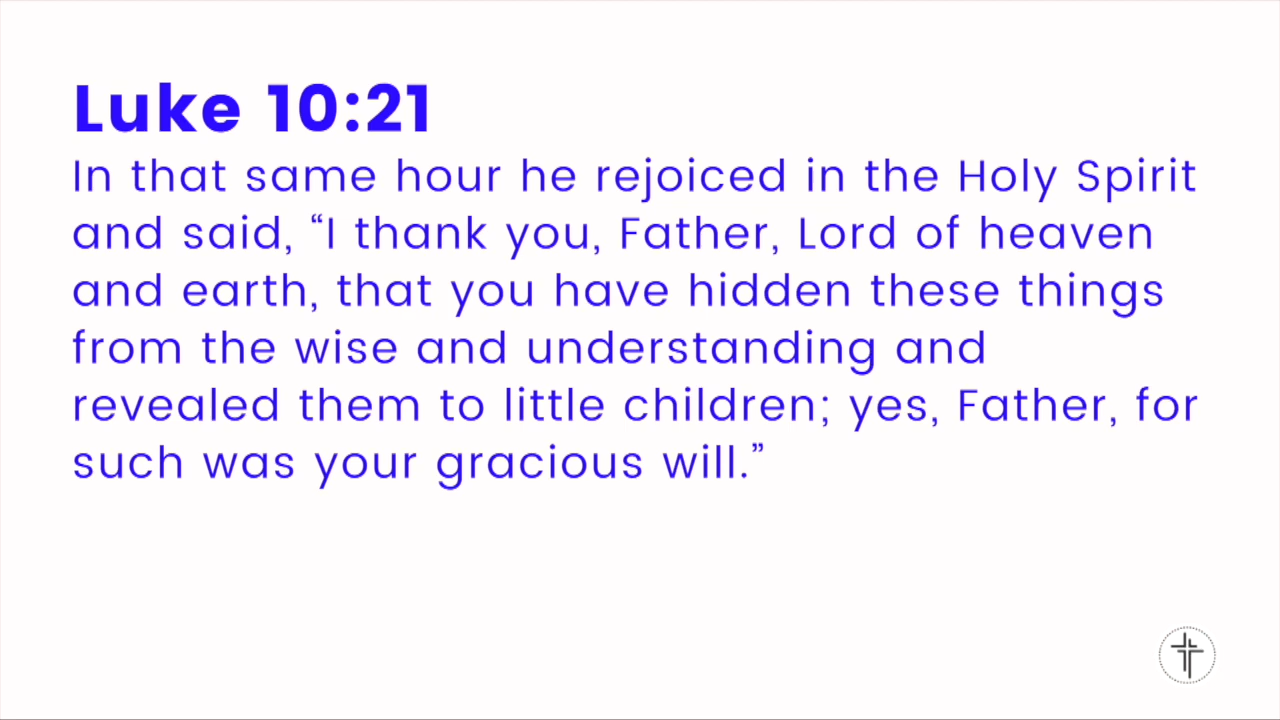 Luke 10:21
In that same hour he rejoiced in the Holy Spirit
and said, “I thank you, Father, Lord of heaven
and earth, that you have hidden these things
from the wise and understanding and
revealed them to little children; yes, Father, for
such was your gracious will.”